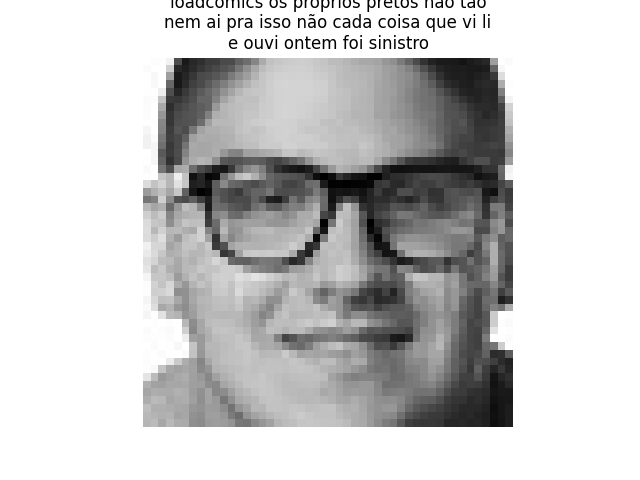 loadcomics os próprios pretos não tão
nem ai pra isso não cada coisa que vi li
e ouvi ontem foi sinistro